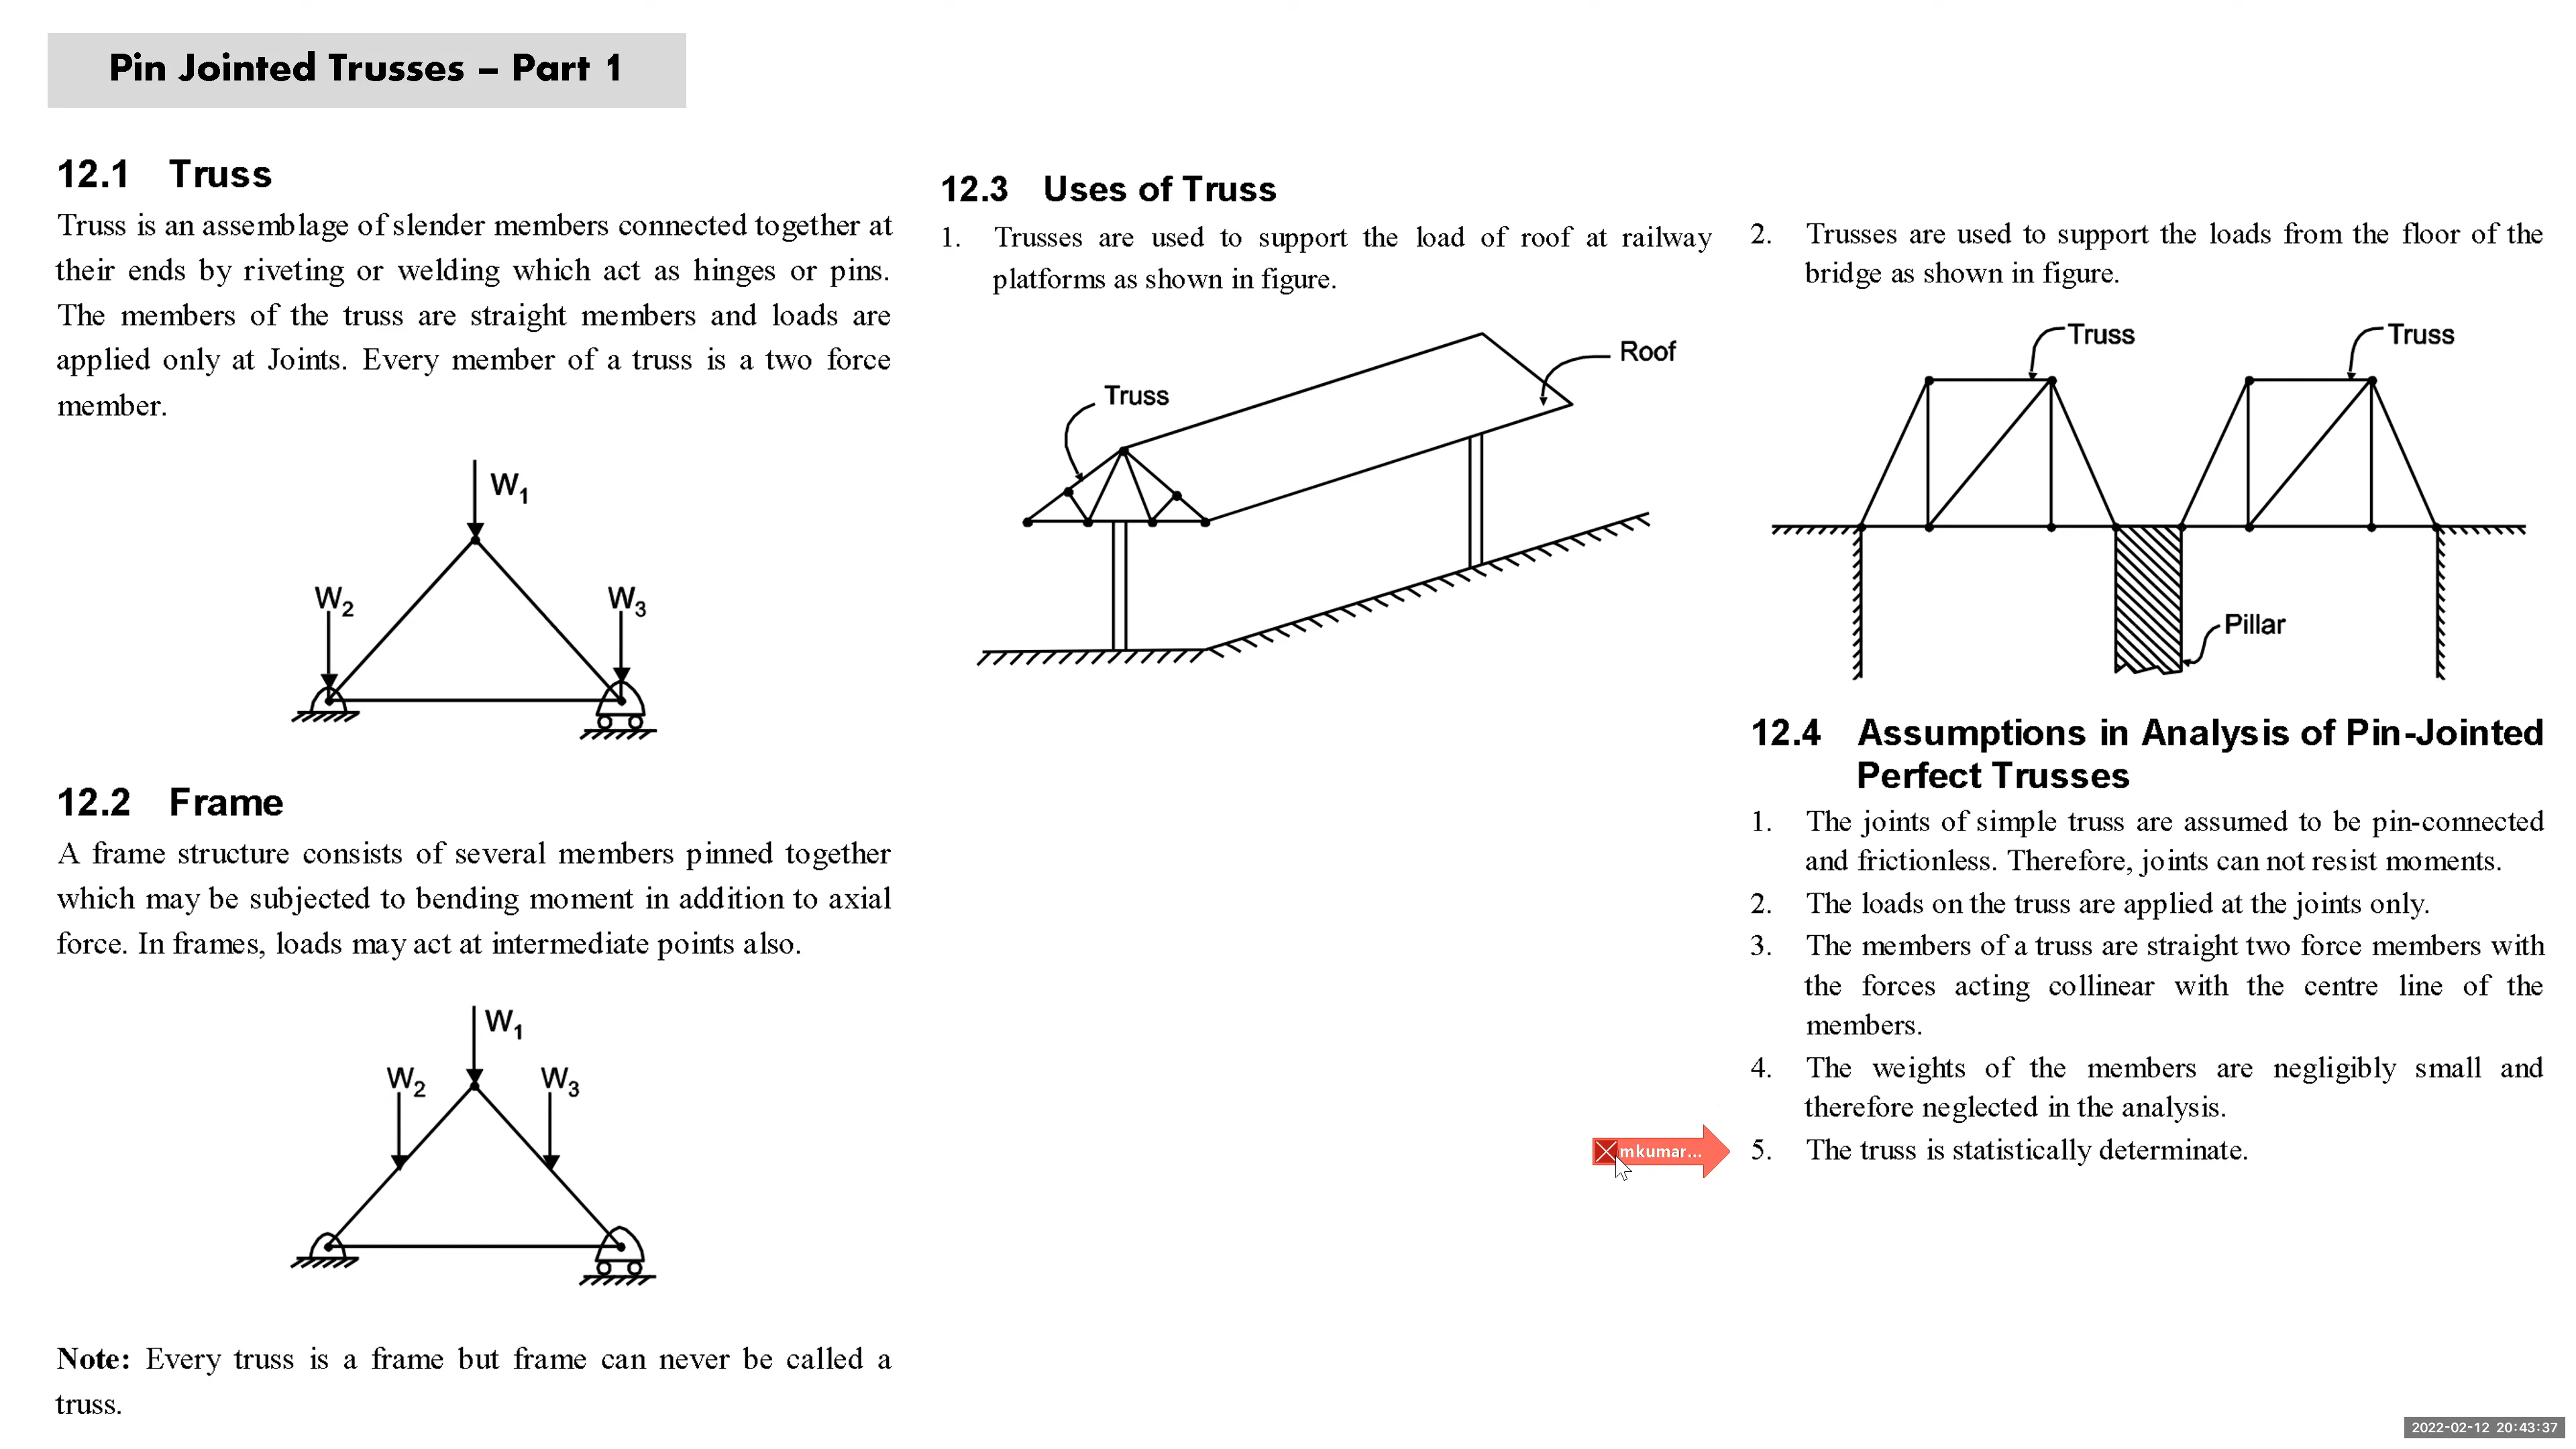 Pin Jointed Trusses – Part 1
12.1 Truss
Truss is an assemblage of slender members connected together at
their ends by riveting or welding which act as hinges or pins.
The members of the truss are straight members and loads are
applied only at Joints. Every member of a truss is a two force
member.
W1
W2
W3
12.2 Frame
A frame structure consists of several members pinned together
which may be subjected to bending moment in addition to axial
force. In frames, loads may act at intermediate points also.
W1
W2
W3
Note: Every truss is a frame but frame can never be called a
truss.
12.3 Uses of Truss
1. Trusses are used to support the load of roof at railway
platforms as shown in figure.
Roof
Truss
2. Trusses are used to support the loads from the floor of the
bridge as shown in figure.
Truss
Truss
Pillar
12.4 Assumptions in Analysis of Pin-Jointed
Perfect Trusses
1. The joints of simple truss are assumed to be pin-connected
and frictionless. Therefore, joints can not resist moments.
2. The loads on the truss are applied at the joints only.
3. The members of a truss are straight two force members with
the forces acting collinear with the centre line of the
members.
4. The weights of the members are negligibly small and
therefore neglected in the analysis.
mkumar...
5. The truss is statistically determinate.
2022-02-12 20:43:37